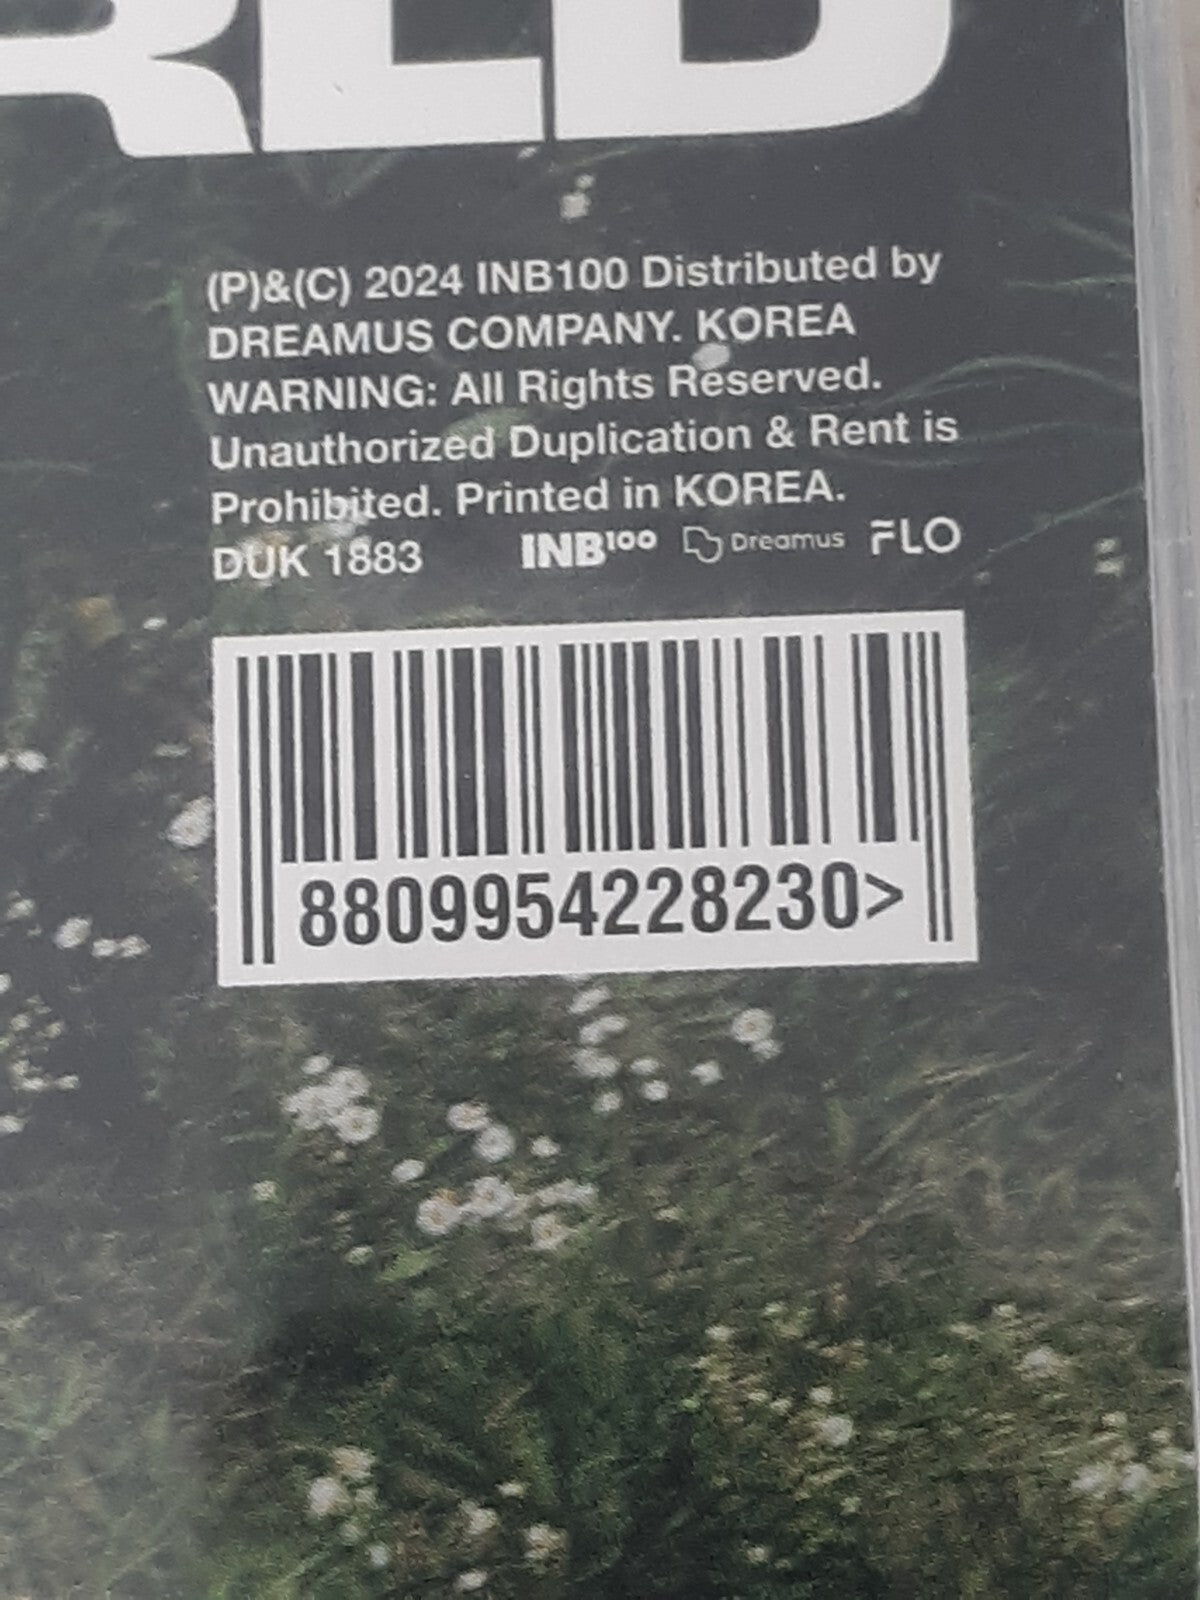 RLD
(P)&(C) 2024 INB100 Distributed by
DREAMUS COMPANY. KOREA
WARNING: All Rights Reserved.
Unauthorized Duplication & Rent is
Prohibited. Printed in KOREA.
DUK 1883 INB100 Dreamus FLO
8809954228230>